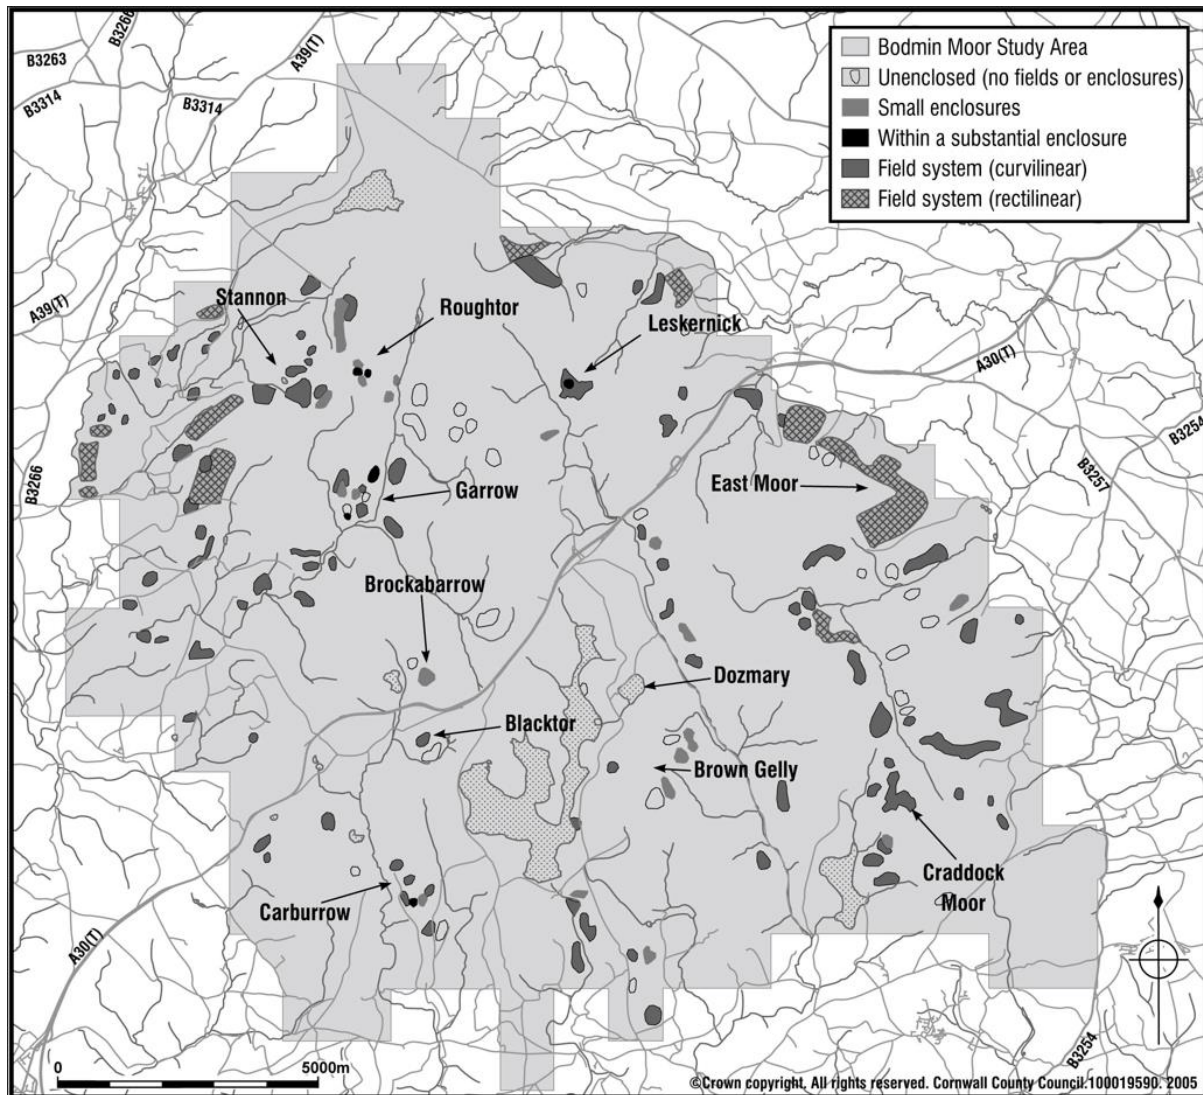 B3266
B3263
A39(T)
B3314
B3314
Bodmin Moor Study Area
Unenclosed (no fields or enclosures)
Small enclosures
Within a substantial enclosure
Field system (curvilinear)
Field system (rectilinear)
A39(T)
Stannon
Roughtor
Leskernick
A30(T)
B3254
B3266
Garrow
East Moor
B3257
Brockabarrow
Dozmary
Blacktor
Brown Gelly
Craddock
Moor
Carburrow
A30(T)
B3254
0
5000m
©Crown copyright. All rights reserved. Cornwall County Council.100019590. 2005